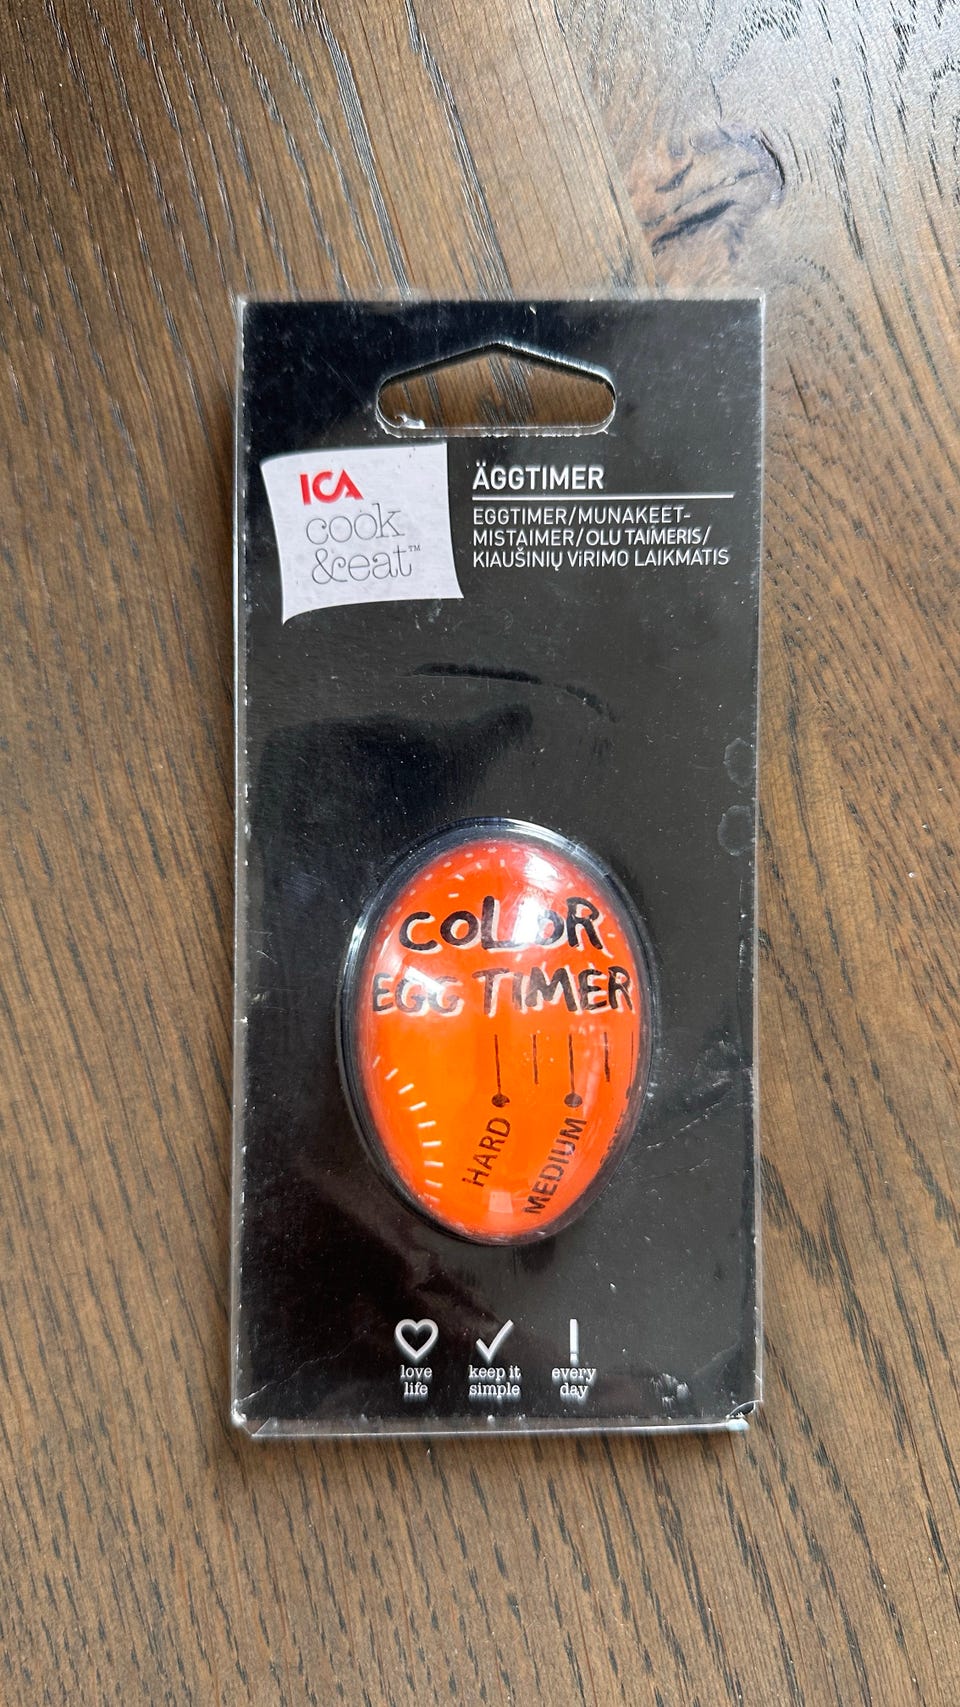 ICA
cook
&eat™
ÄGGTIMER
EGGTIMER/MUNAKEET-
MISTAIMER/OLU TAIMERIS/
KIAUŠINIŲ VIRIMO LAIKMATIS
COLOR
EGG TIMER
HARD
MEDIUM
love
life
keep it
simple
every
day